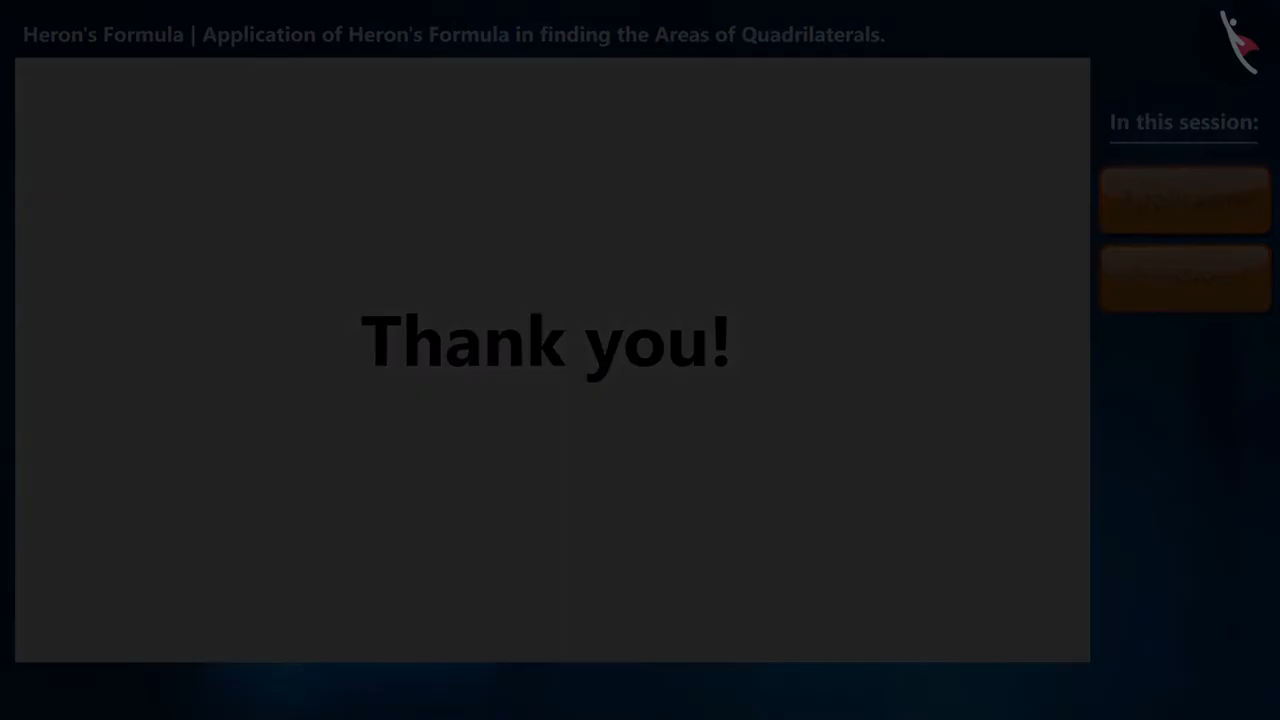 Heron's Formula | Application of Heron's Formula in finding the Areas of Quadrilaterals.
In this session:
Thank you!